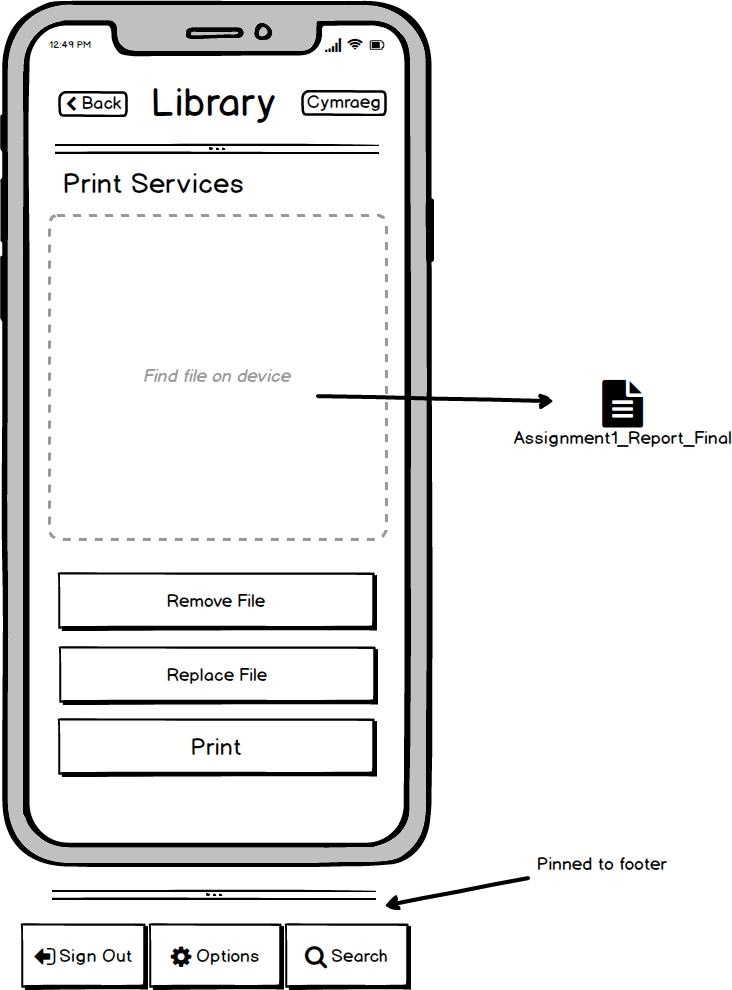 12:49 PM
Back
Library
Cymraeg
Print Services
Find file on device
Assignment1_Report_Final
Remove File
Replace File
Print
Pinned to footer
Sign Out
Options
Search